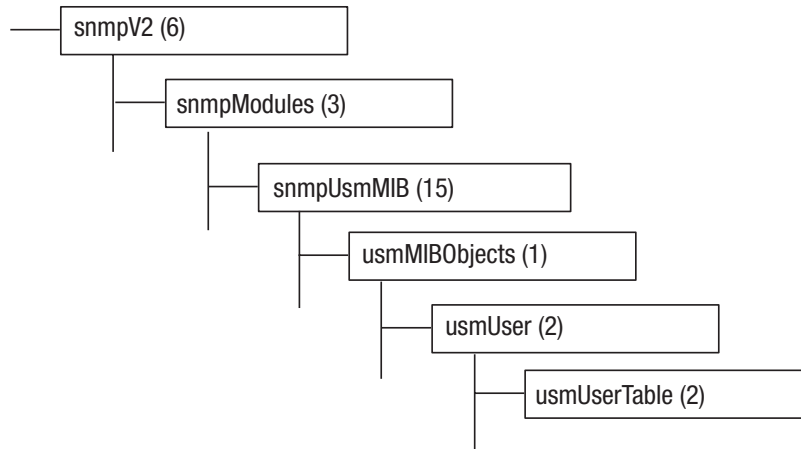 snmpV2 (6)
snmpModules (3)
snmpUsmMIB (15)
usmMIBObjects (1)
usmUser (2)
usmUserTable (2)